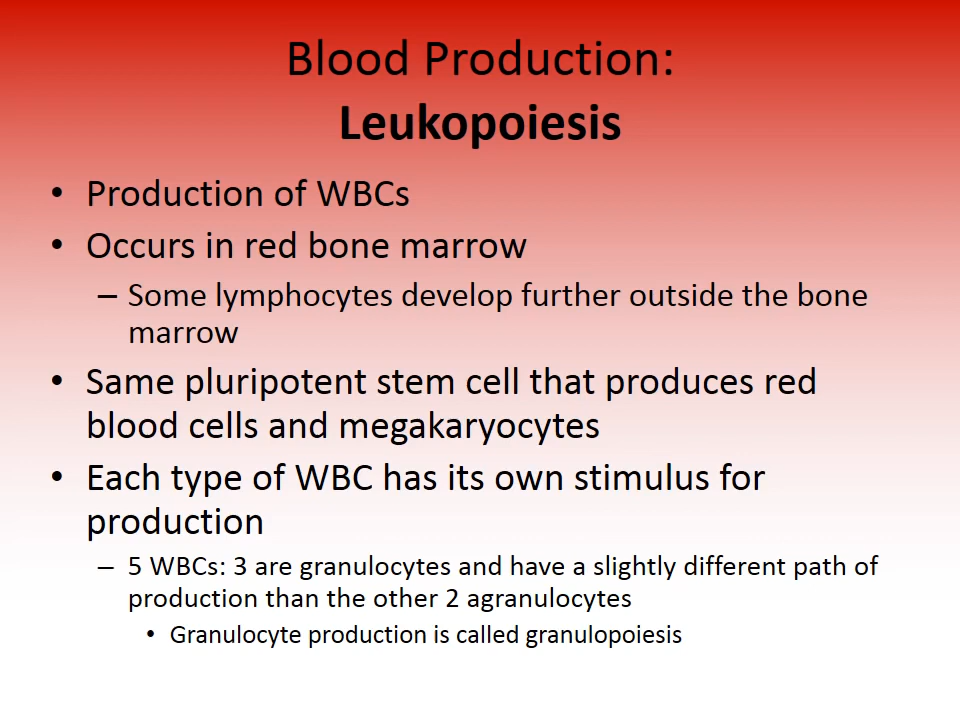 Blood Production:
Leukopoiesis
• Production of WBCs
• Occurs in red bone marrow
– Some lymphocytes develop further outside the bone
marrow
• Same pluripotent stem cell that produces red
blood cells and megakaryocytes
• Each type of WBC has its own stimulus for
production
– 5 WBCs: 3 are granulocytes and have a slightly different path of
production than the other 2 agranulocytes
• Granulocyte production is called granulopoiesis